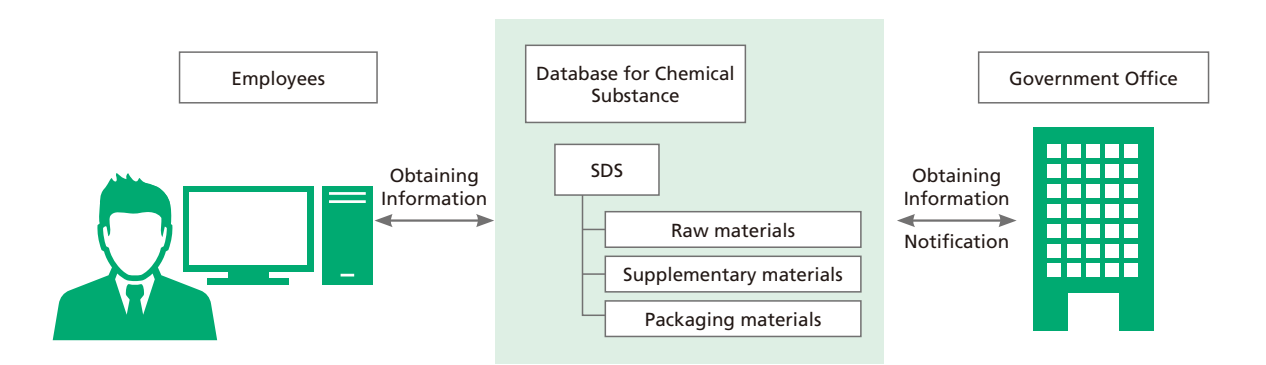 Employees
Database for Chemical
Substance
Government Office
SDS
Obtaining
Information
Raw materials
Supplementary materials
Packaging materials
Obtaining
Information
Notification